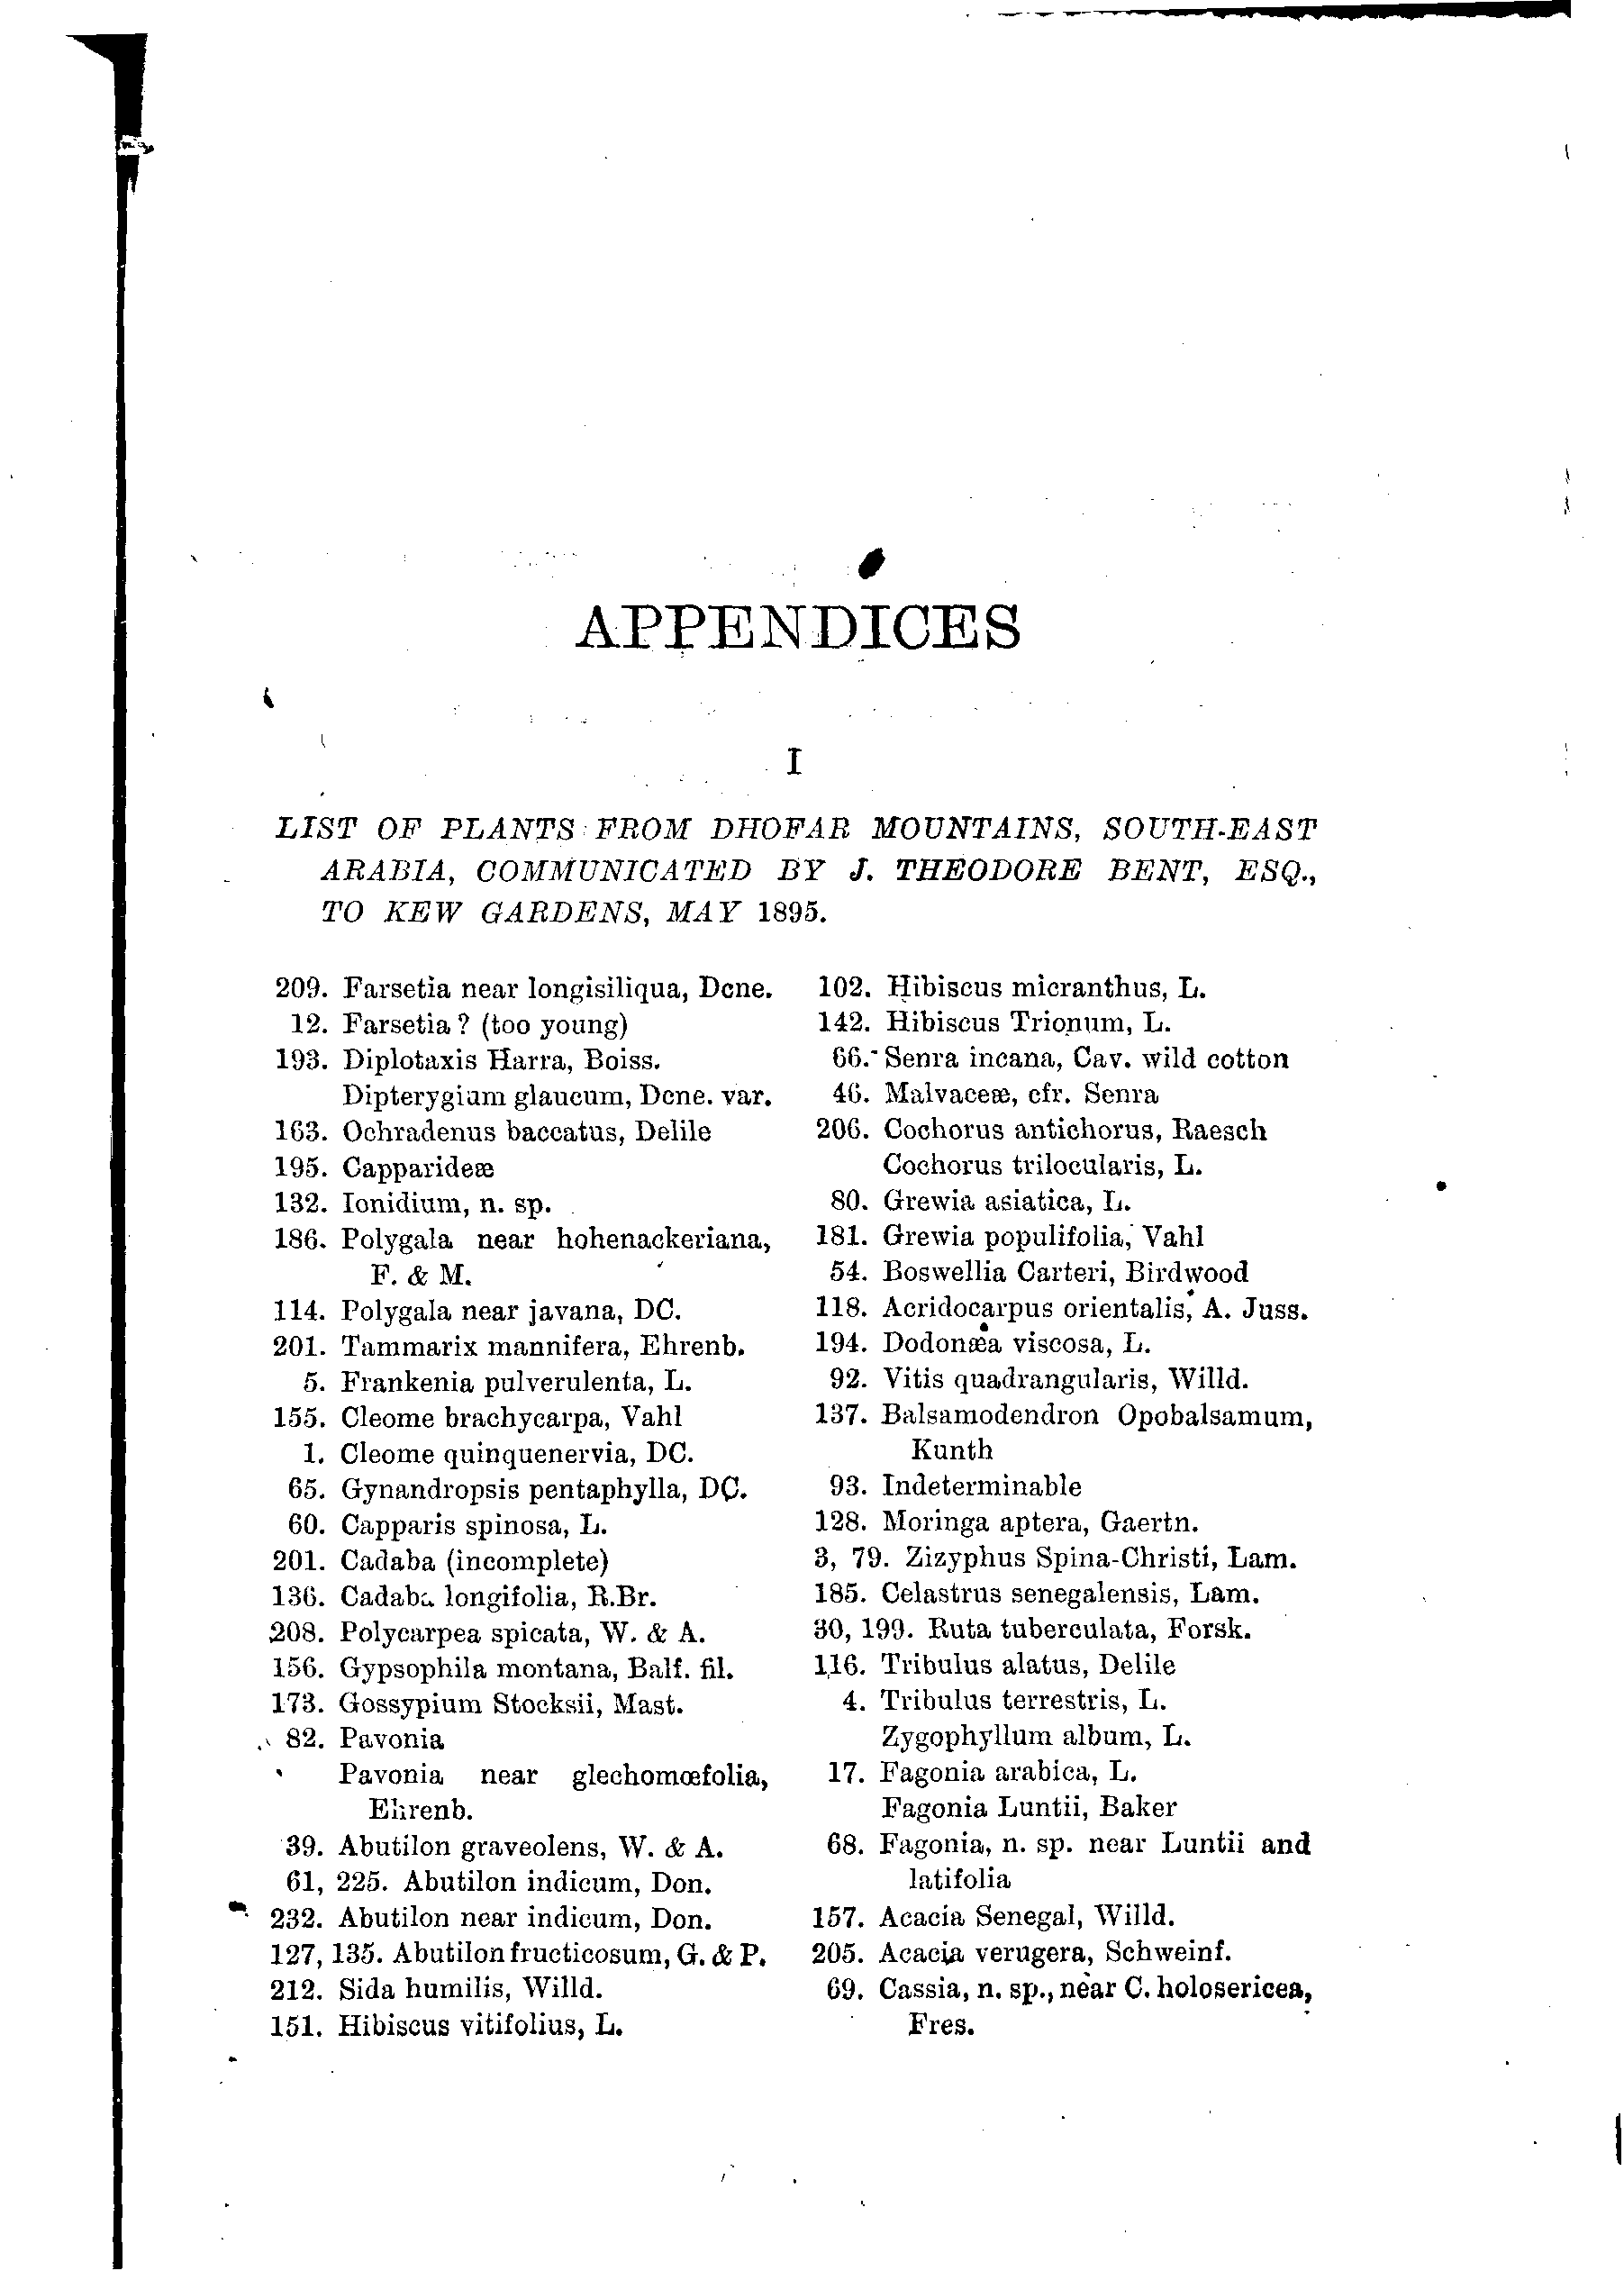 APPENDICES
I
LIST OF PLANTS FROM DHOFAR MOUNTAINS, SOUTH-EAST
ARABIA, COMMUNICATED BY J. THEODORE BENT, ESQ.,
TO KEW GARDENS, MAY 1895.
209. Farsetia near longisiliqua, Dcne.
12. Farsetia? (too young)
193. Diplotaxis Harra, Boiss.
Dipterygium glaucum, Dcne. var.
163. Ochradenus baccatus, Delile
195. Capparideæ
132. Ionidium, n. sp.
186. Polygala near hohenackeriana,
F. & M.
114. Polygala near javana, DC.
201. Tammarix mannifera, Ehrenb.
5. Frankenia pulverulenta, L.
155. Cleome brachycarpa, Vahl
1. Cleome quinquenervia, DC.
65. Gynandropsis pentaphylla, DC.
60. Capparis spinosa, L.
201. Cadaba (incomplete)
136. Cadaba longifolia, R.Br.
208. Polycarpea spicata, W. & A.
156. Gypsophila montana, Balf. fil.
173. Gossypium Stocksii, Mast.
82. Pavonia
Pavonia near glechomœfolia,
Ehrenb.
39. Abutilon graveolens, W. & A.
61, 225. Abutilon indicum, Don.
232. Abutilon near indicum, Don.
127, 135. Abutilon fructicosum, G. & P.
212. Sida humilis, Willd.
151. Hibiscus vitifolius, L.
102. Hibiscus micranthus, L.
142. Hibiscus Trionum, L.
66. Senra incana, Cav. wild cotton
46. Malvaceæ, cfr. Senra
206. Cochorus antichorus, Raesch
Cochorus trilocularis, L.
80. Grewia asiatica, L.
181. Grewia populifolia, Vahl
54. Boswellia Carteri, Birdwood
118. Acridocarpus orientalis, A. Juss.
194. Dodonæa viscosa, L.
92. Vitis quadrangularis, Willd.
137. Balsamodendron Opobalsamum,
Kunth
93. Indeterminable
128. Moringa aptera, Gaertn.
3, 79. Zizyphus Spina-Christi, Lam.
185. Celastrus senegalensis, Lam.
30, 199. Ruta tuberculata, Forsk.
116. Tribulus alatus, Delile
4. Tribulus terrestris, L.
Zygophyllum album, L.
17. Fagonia arabica, L.
Fagonia Luntii, Baker
68. Fagonia, n. sp. near Luntii and
latifolia
157. Acacia Senegal, Willd.
205. Acacia verugera, Schweinf.
69. Cassia, n. sp., near C. holosericea,
Fres.